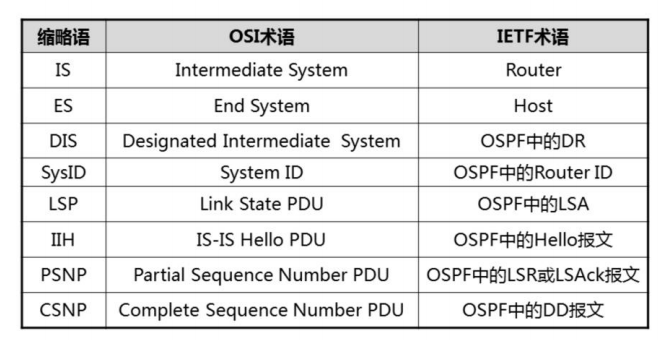 缩略语 OSI术语 IETF术语
IS Intermediate System Router
ES End System Host
DIS Designated Intermediate System OSPF中的DR
SysID System ID OSPF中的Router ID
LSP Link State PDU OSPF中的LSA
IIH IS-IS Hello PDU OSPF中的Hello报文
PSNP Partial Sequence Number PDU OSPF中的LSR或LSAck报文
CSNP Complete Sequence Number PDU OSPF中的DD报文